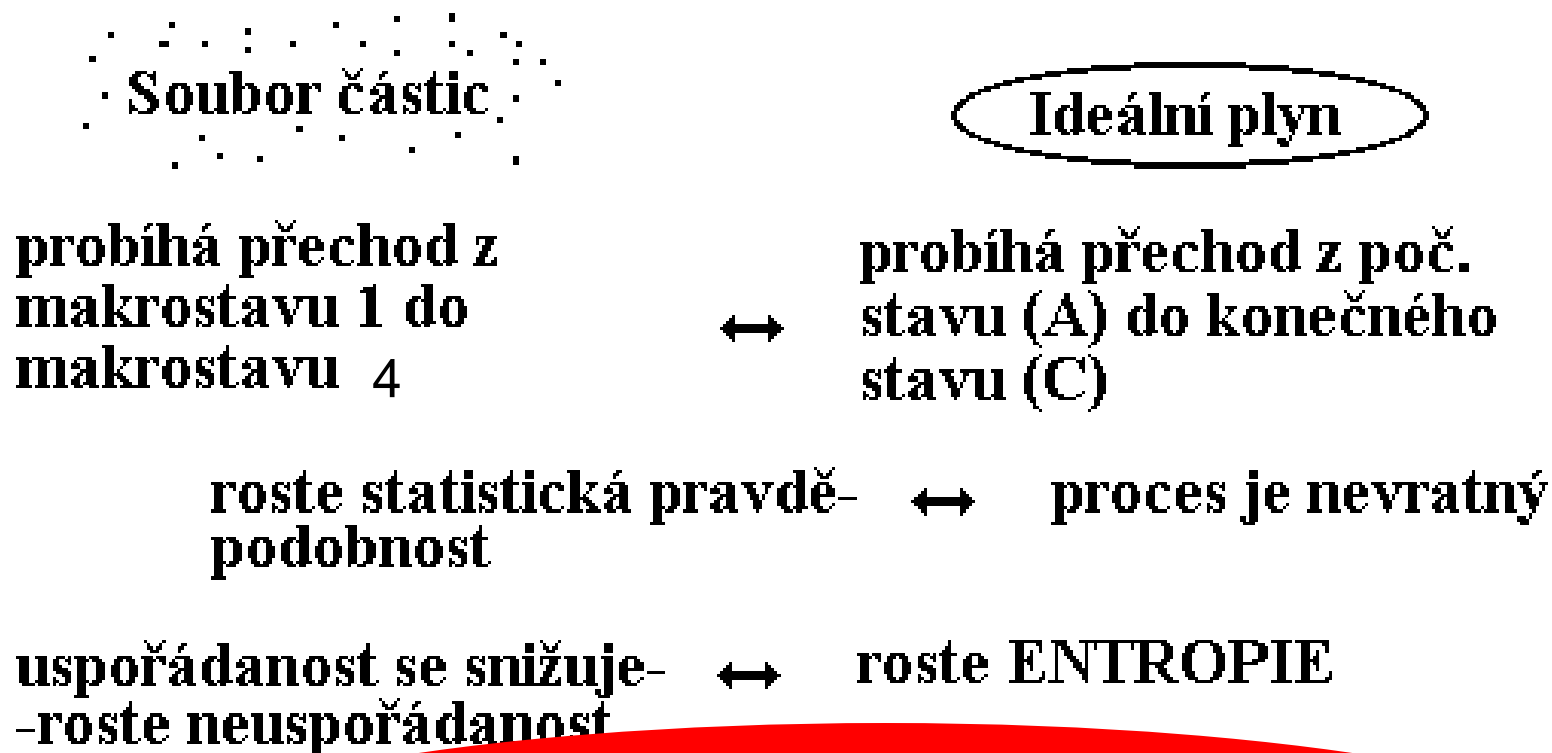 Soubor částic
Ideální plyn
probíhá přechod z
makrostavu 1 do
makrostavu 4
↔
probíhá přechod z poč.
stavu (A) do konečného
stavu (C)
roste statistická pravdě-
podobnost
↔
proces je nevratný
uspořádanost se snižuje-
-roste neuspořádanost
↔
roste ENTROPIE